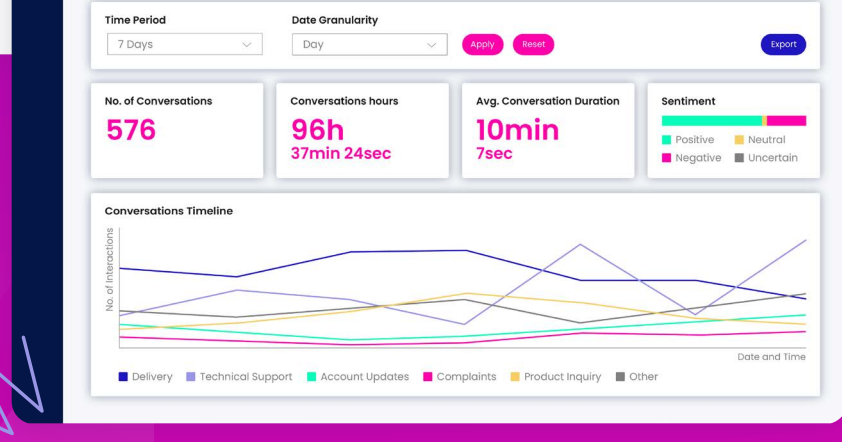 Time Period
Date Granularity
7 Days
Day
Apply
Reset
Export
No. of Conversations
576
Conversations hours
96h
37min 24sec
Avg. Conversation Duration
10min
7sec
Sentiment
Positive
Neutral
Negative
Uncertain
Conversations Timeline
No. of Interactions
Date and Time
Delivery
Technical Support
Account Updates
Complaints
Product Inquiry
Other